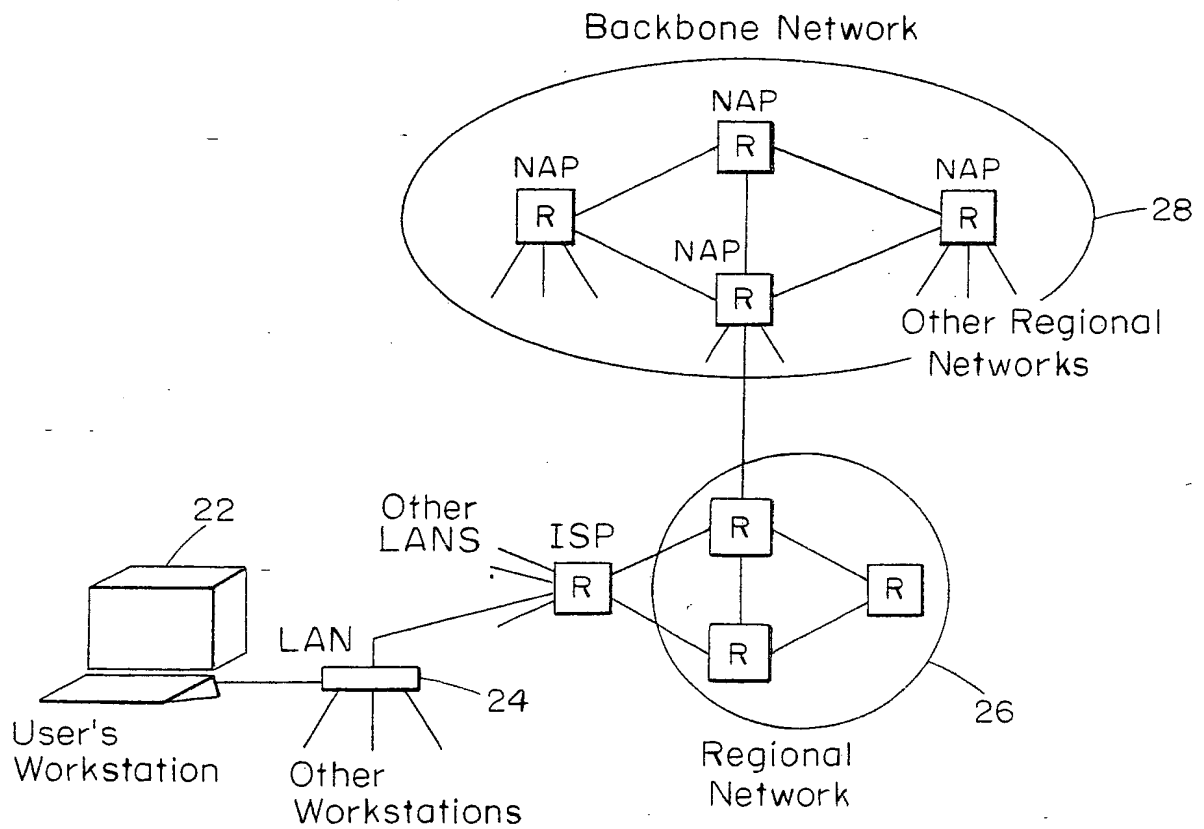 Backbone Network
NAP
R
NAP
R
NAP
R
28
NAP
R
Other Regional
Networks
22
Other
LANS
ISP
R
R
R
R
LAN
24
26
User's
Workstation
Other
Workstations
Regional
Network